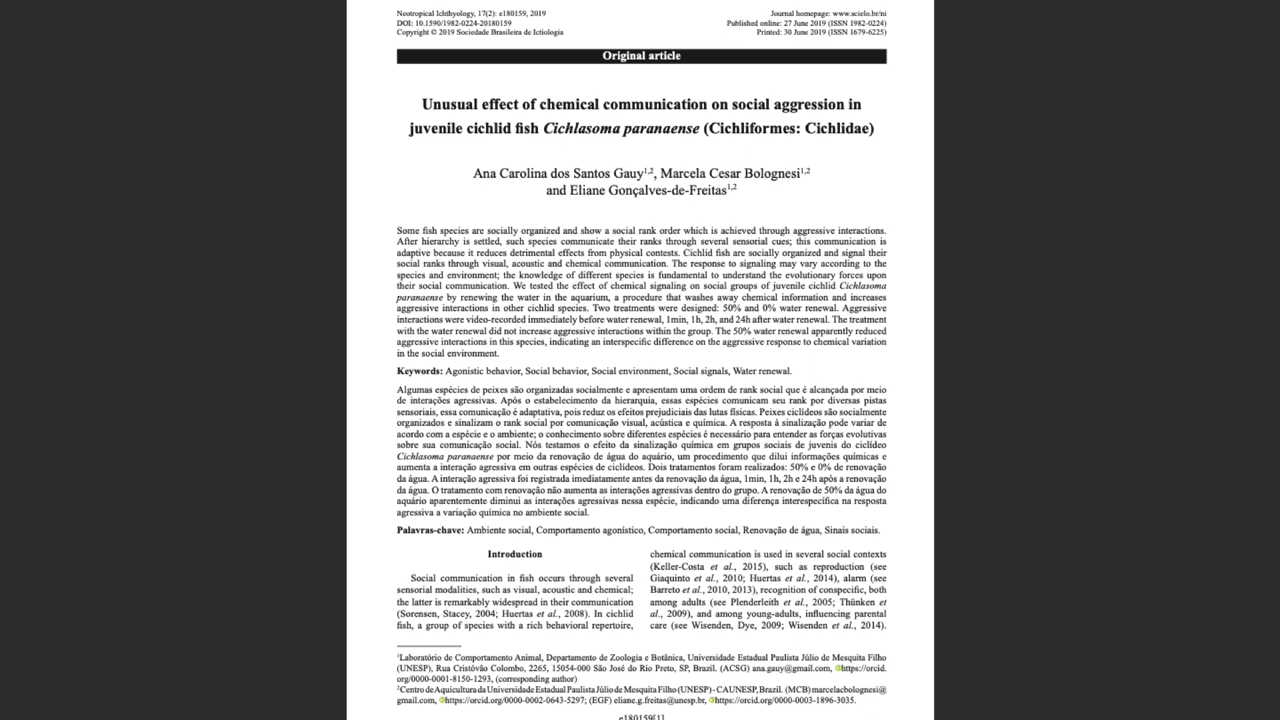 Neotropical Ichthyology, 17(2): e180159, 2019
DOI: 10.1590/1982-0224-20180159
Copyright © 2019 Sociedade Brasileira de Ictiologia
Journal homepage: www.scielo.br/ni
Published online: 27 June 2019 (ISSN 1982-0224)
Printed: 30 June 2019 (ISSN 1679-6225)
Original article
Unusual effect of chemical communication on social aggression in
juvenile cichlid fish Cichlasoma paranaense (Cichliformes: Cichlidae)
Ana Carolina dos Santos Gauy1,2, Marcela Cesar Bolognesi1,2
and Eliane Gonçalves-de-Freitas1,2
Some fish species are socially organized and show a social rank order which is achieved through aggressive interactions.
After hierarchy is settled, such species communicate their ranks through several sensorial cues; this communication is
adaptive because it reduces detrimental effects from physical contests. Cichlid fish are socially organized and signal their
social ranks through visual, acoustic and chemical communication. The response to signaling may vary according to the
species and environment; the knowledge of different species is fundamental to understand the evolutionary forces upon
their social communication. We tested the effect of chemical signaling on social groups of juvenile cichlid Cichlasoma
paranaense by renewing the water in the aquarium, a procedure that washes away chemical information and increases
aggressive interactions in other cichlid species. Two treatments were designed: 50% and 0% water renewal. Aggressive
interactions were video-recorded immediately before water renewal, 1min, 1h, 2h, and 24h after water renewal. The treatment
with the water renewal did not increase aggressive interactions within the group. The 50% water renewal apparently reduced
aggressive interactions in this species, indicating an interspecific difference on the aggressive response to chemical variation
in the social environment.
Keywords: Agonistic behavior, Social behavior, Social environment, Social signals, Water renewal.
Algumas espécies de peixes são organizadas socialmente e apresentam uma ordem de rank social que é alcançada por meio
de interações agressivas. Após o estabelecimento da hierarquia, essas espécies comunicam seu rank por diversas pistas
sensoriais, essa comunicação é adaptativa, pois reduz os efeitos prejudiciais das lutas físicas. Peixes ciclídeos são socialmente
organizados e sinalizam o rank social por comunicação visual, acústica e química. A resposta à sinalização pode variar de
acordo com a espécie e o ambiente; o conhecimento sobre diferentes espécies é necessário para entender as forças evolutivas
sobre sua comunicação social. Nós testamos o efeito da sinalização química em grupos sociais de juvenis do ciclídeo
Cichlasoma paranaense por meio da renovação de água do aquário, um procedimento que dilui informações químicas e
aumenta a interação agressiva em outras espécies de ciclídeos. Dois tratamentos foram realizados: 50% e 0% de renovação
da água. A interação agressiva foi registrada imediatamente antes da renovação da água, 1min, 1h, 2h e 24h após a renovação
da água. O tratamento com renovação não aumenta as interações agressivas dentro do grupo. A renovação de 50% da água do
aquário aparentemente diminui as interações agressivas nessa espécie, indicando uma diferença interespecífica na resposta
agressiva a variação química no ambiente social.
Palavras-chave: Ambiente social, Comportamento agonístico, Comportamento social, Renovação de água, Sinais sociais.
Introduction
Social communication in fish occurs through several
sensorial modalities, such as visual, acoustic and chemical;
the latter is remarkably widespread in their communication
(Sorensen, Stacey, 2004; Huertas et al., 2008). In cichlid
fish, a group of species with a rich behavioral repertoire,
chemical communication is used in several social contexts
(Keller-Costa et al., 2015), such as reproduction (see
Giaquinto et al., 2010; Huertas et al., 2014), alarm (see
Barreto et al., 2010, 2013), recognition of conspecific, both
among adults (see Plenderleith et al., 2005; Thünken et
al., 2009), and among young-adults, influencing parental
care (see Wisenden, Dye, 2009; Wisenden et al., 2014).
1Laboratório de Comportamento Animal, Departamento de Zoologia e Botânica, Universidade Estadual Paulista Júlio de Mesquita Filho
(UNESP), Rua Cristóvão Colombo, 2265, 15054-000 São José do Rio Preto, SP, Brazil. (ACSG) ana.gauy@gmail.com, https://orcid.
org/0000-0001-8150-1293, (corresponding author)
2Centro de Aquicultura da Universidade Estadual Paulista Júlio de Mesquita Filho (UNESP) - CAUNESP, Brazil. (MCB) marcelacbolognesi@
gmail.com, https://orcid.org/0000-0002-0643-5297; (EGF) eliane.g.freitas@unesp.br, https://orcid.org/0000-0003-1896-3035.
e180159[1]